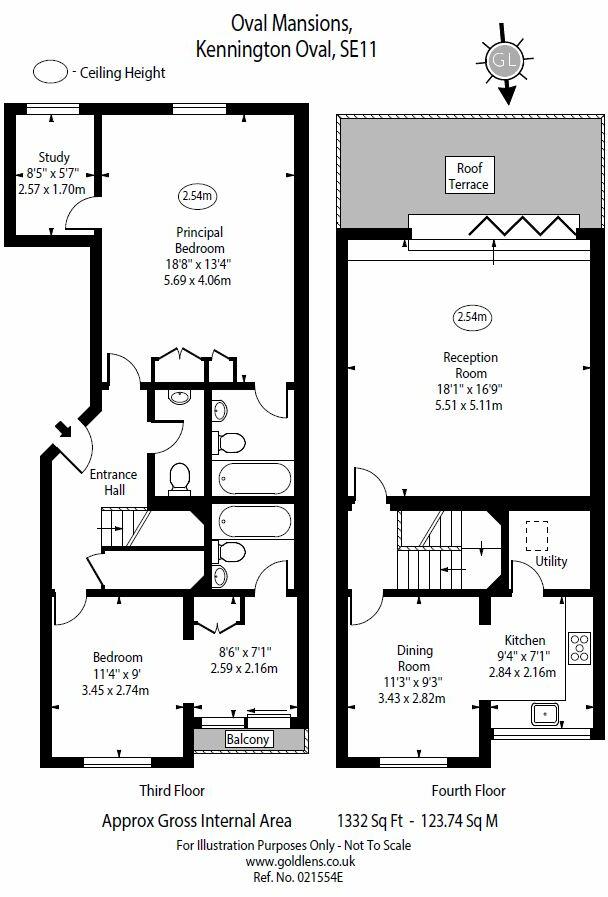 Oval Mansions,
Kennington Oval, SE11
- Ceiling Height
GL
Study
8'5" x 5'7"
2.57 x 1.70m
2.54m
Principal
Bedroom
18'8" x 13'4"
5.69 x 4.06m
Entrance
Hall
Bedroom
11'4" x 9'
3.45 x 2.74m
8'6" x 7'1"
2.59 x 2.16m
Balcony
Third Floor
Roof
Terrace
2.54m
Reception
Room
18'1" x 16'9"
5.51 x 5.11m
Utility
Dining
Room
11'3" x 9'3"
3.43 x 2.82m
Kitchen
9'4" x 7'1"
2.84 x 2.16m
Fourth Floor
Approx Gross Internal Area 1332 Sq Ft - 123.74 Sq M
For Illustration Purposes Only - Not To Scale
www.goldlens.co.uk
Ref. No. 021554E